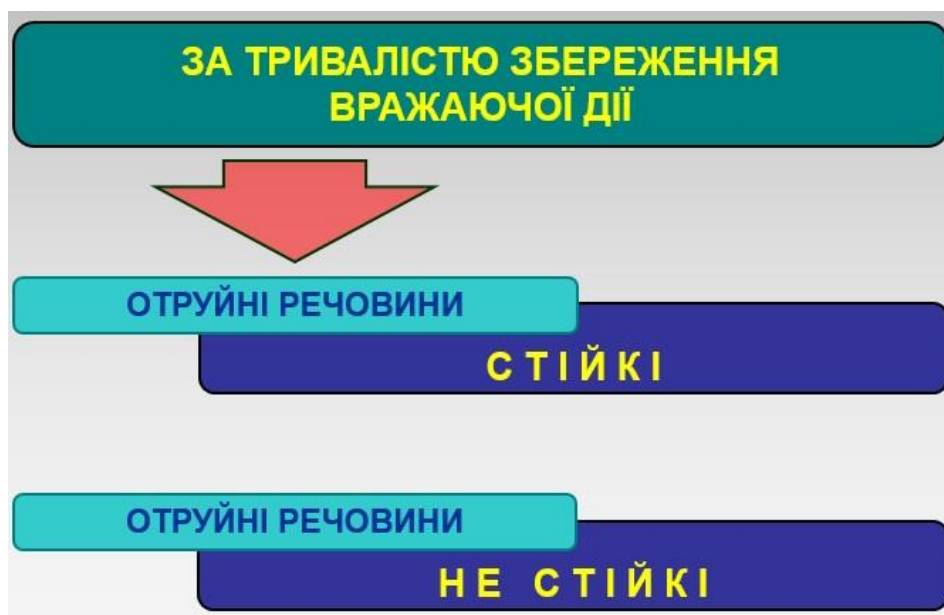 ЗА ТРИВАЛІСТЮ ЗБЕРЕЖЕННЯ
ВРАЖАЮЧОЇ ДІЇ
ОТРУЙНІ РЕЧОВИНИ
С Т І Й К І
ОТРУЙНІ РЕЧОВИНИ
Н Е С Т І Й К І